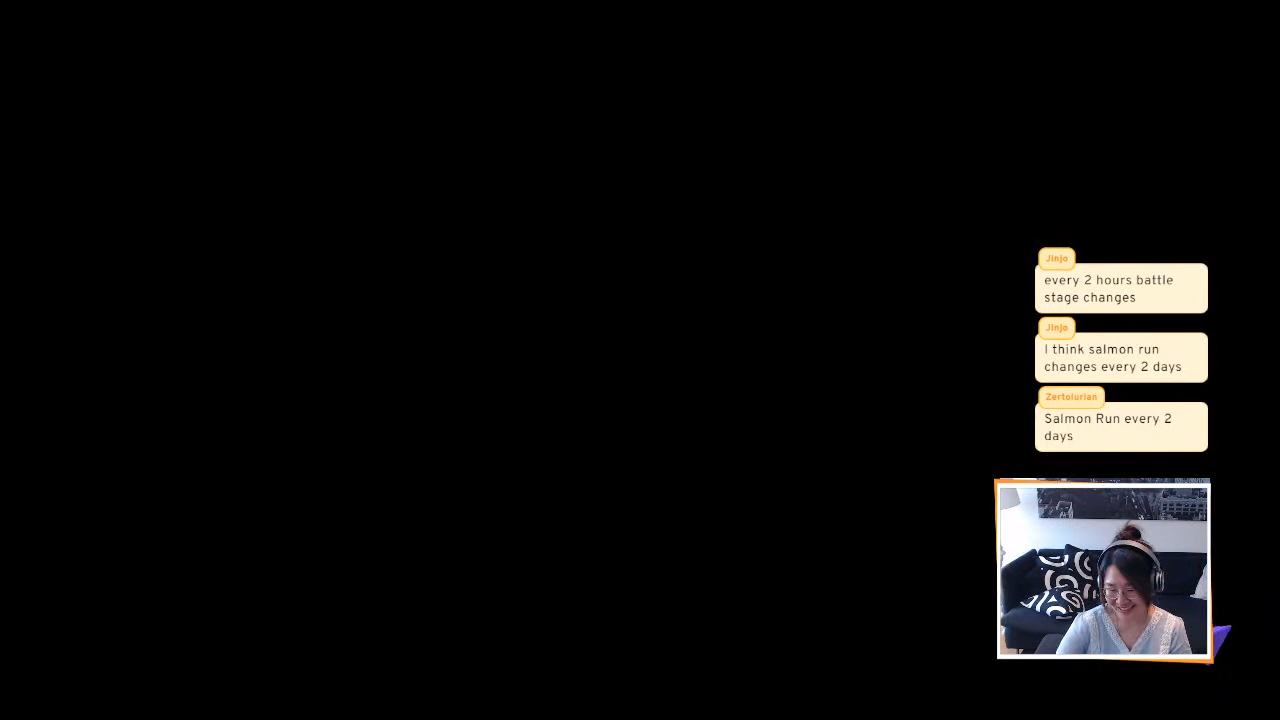 Jinjo
every 2 hours battle
stage changes
Jinjo
I think salmon run
changes every 2 days
Zertolurian
Salmon Run every 2
days